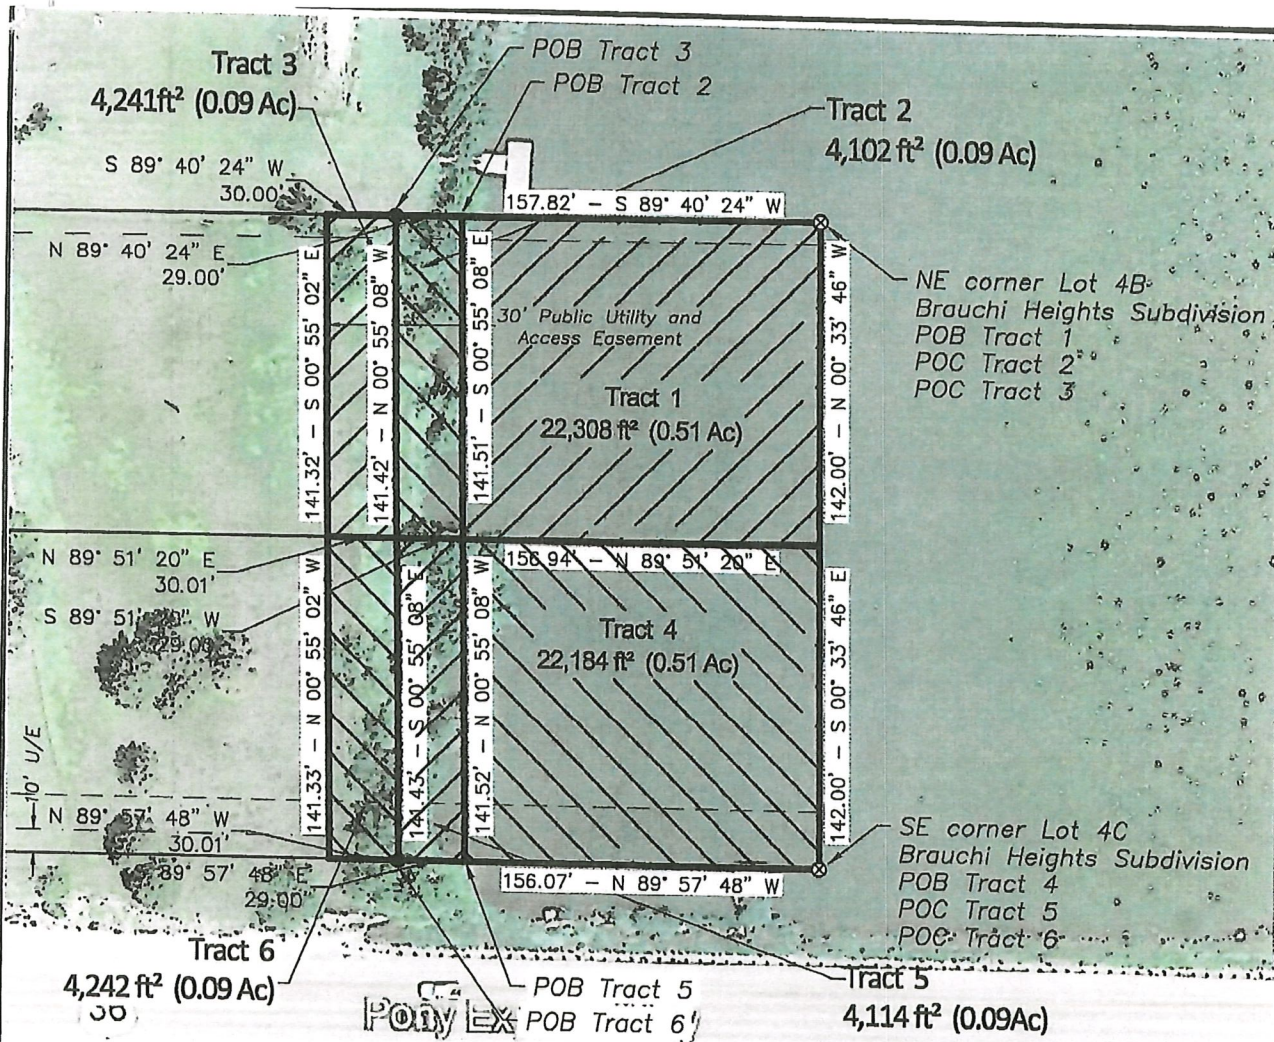 Tract 3
4,241ft² (0.09 Ac)
POB Tract 3
POB Tract 2
Tract 2
4,102 ft² (0.09 Ac)
S 89° 40' 24" W
30.00'
157.82' – S 89° 40' 24" W
N 89° 40' 24" E
29.00'
141.32' – S 00° 55' 02" E
141.42' – N 00° 55' 08" W
141.51' – S 00° 55' 08" E
142.00' – N 00° 33' 46" W
NE corner Lot 4B
Brauchi Heights Subdivision
POB Tract 1
POC Tract 2
POC Tract 3
30' Public Utility and
Access Easement
Tract 1
22,308 ft² (0.51 Ac)
N 89° 51' 20" E
30.01'
156.94' – N 89° 51' 20" E
S 89° 51' W
29.00'
141.33' – N 00° 55' 02" W
141.43' – S 00° 55' 08" E
141.52' – N 00° 55' 08" W
142.00' – S 00° 33' 46" E
Tract 4
22,184 ft² (0.51 Ac)
10' U/E
N 89° 57' 48" W
30.01'
89° 57' 48" E
29.00'
156.07' – N 89° 57' 48" W
SE corner Lot 4C
Brauchi Heights Subdivision
POB Tract 4
POC Tract 5
POC Tract 6
Tract 6
4,242 ft² (0.09 Ac)
POB Tract 5
POB Tract 6
Tract 5
4,114 ft² (0.09Ac)
36
Pony Ex